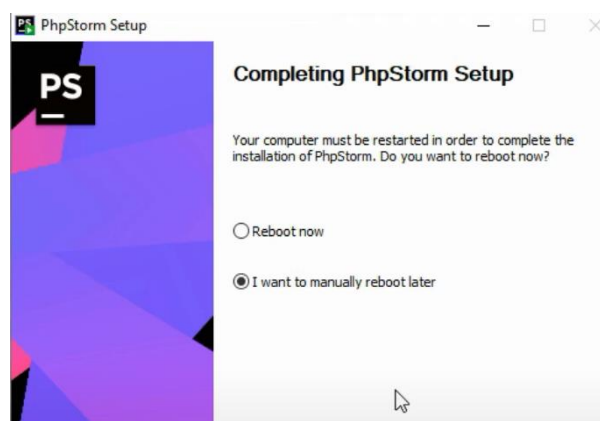 PhpStorm Setup
PS
Completing PhpStorm Setup
Your computer must be restarted in order to complete the
installation of PhpStorm. Do you want to reboot now?
Reboot now
I want to manually reboot later